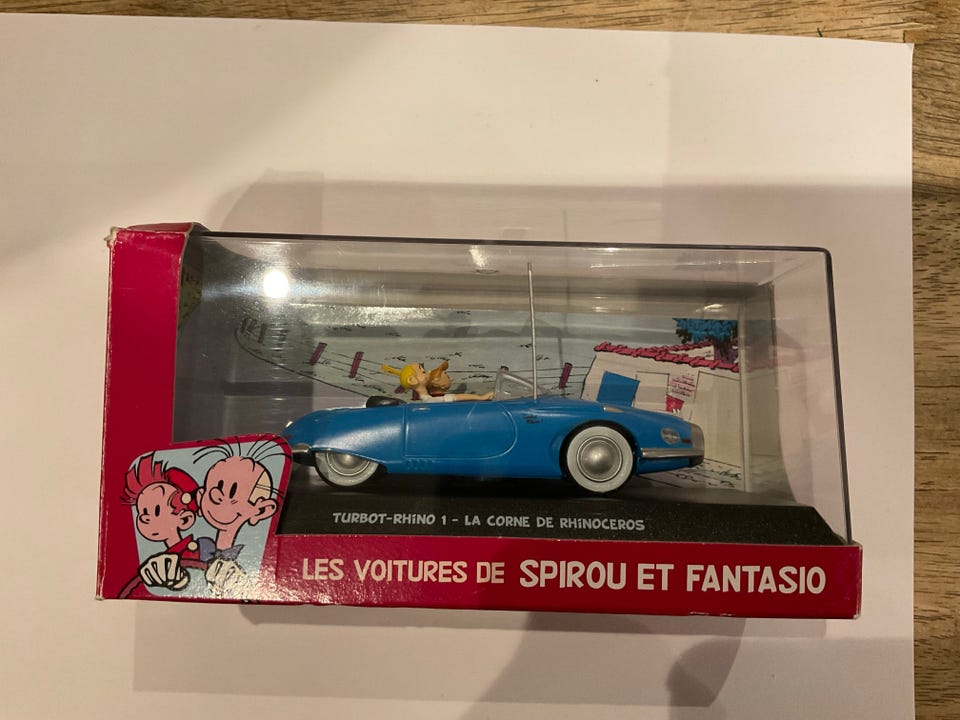 TURBOT-RHINO 1 - LA CORNE DE RHINOCEROS
LES VOITURES DE SPIROU ET FANTASIO